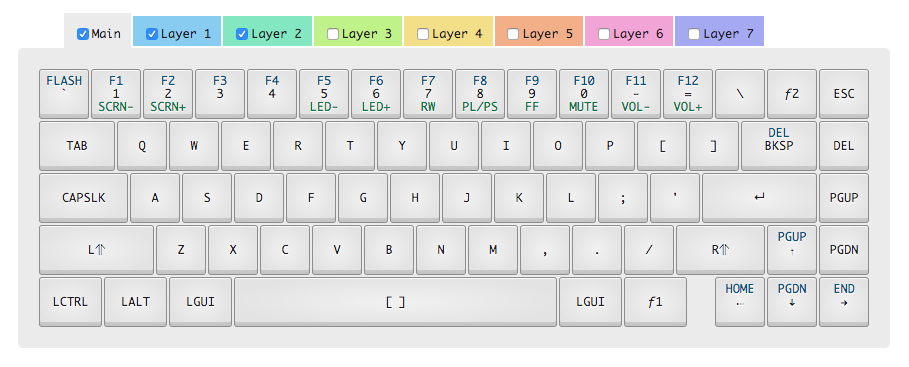 Main Layer 1 Layer 2 Layer 3 Layer 4 Layer 5 Layer 6 Layer 7
FLASH F1 F2 F3 F4 F5 F6 F7 F8 F9 F10 F11 F12
` 1 2 3 4 5 6 7 8 9 0 - = \ ƒ2 ESC
SCRN- SCRN+ LED- LED+ RW PL/PS FF MUTE VOL- VOL+
DEL
TAB Q W E R T Y U I O P [ ] BKSP DEL
CAPSLK A S D F G H J K L ; ' ↵ PGUP
PGUP
L⇑ Z X C V B N M , . / R⇑ ↑ PGDN
HOME PGDN END
LCTRL LALT LGUI [ ] LGUI ƒ1 ← ↓ →